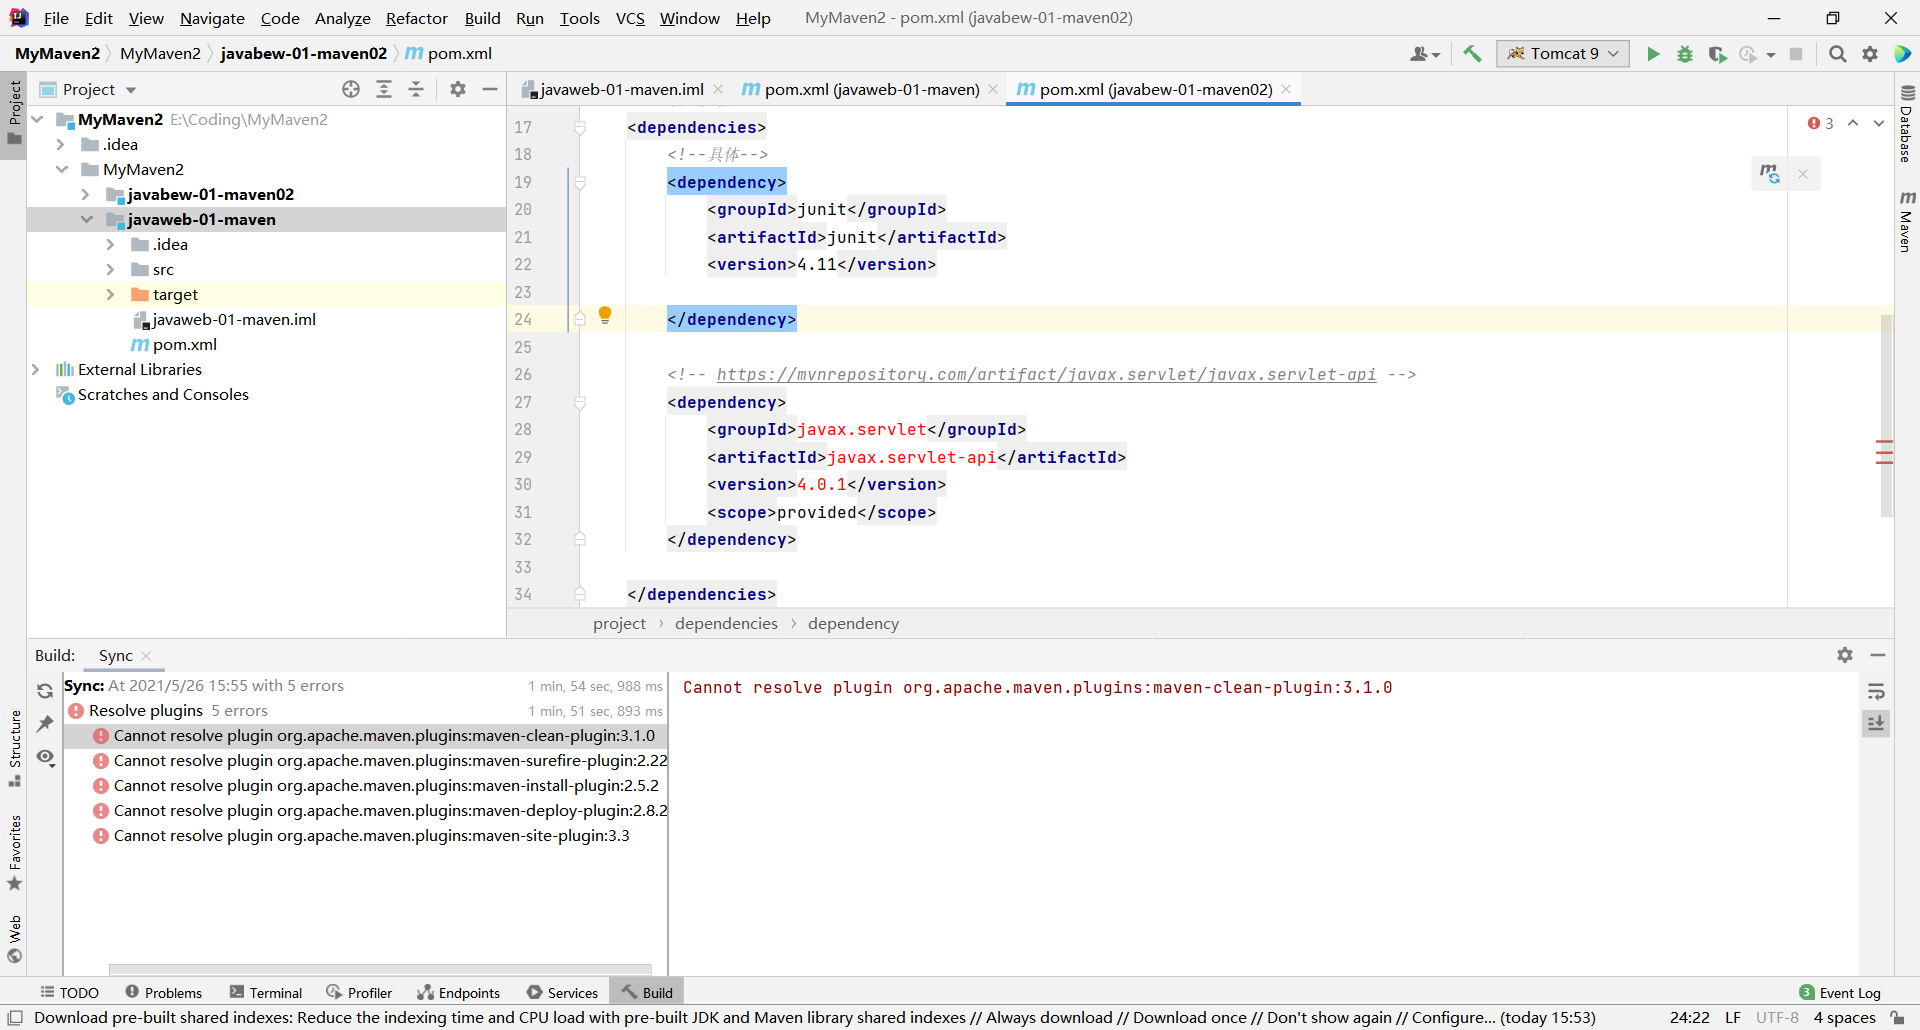 File Edit View Navigate Code Analyze Refactor Build Run Tools VCS Window Help MyMaven2 - pom.xml (javabew-01-maven02)
MyMaven2 MyMaven2 javabew-01-maven02 m pom.xml
Tomcat 9
Project
Project
javaweb-01-maven.iml
m pom.xml (javaweb-01-maven)
m pom.xml (javabew-01-maven02)
MyMaven2 E:\Coding\MyMaven2
.idea
MyMaven2
javabew-01-maven02
javaweb-01-maven
.idea
src
target
javaweb-01-maven.iml
m pom.xml
External Libraries
Scratches and Consoles
17 <dependencies>
18 <!--具体-->
19 <dependency>
20 <groupId>junit</groupId>
21 <artifactId>junit</artifactId>
22 <version>4.11</version>
23
24 </dependency>
25
26 <!-- https://mvnrepository.com/artifact/javax.servlet/javax.servlet-api -->
27 <dependency>
28 <groupId>javax.servlet</groupId>
29 <artifactId>javax.servlet-api</artifactId>
30 <version>4.0.1</version>
31 <scope>provided</scope>
32 </dependency>
33
34 </dependencies>
3
m
Database
m
Maven
project › dependencies › dependency
Build: Sync
Sync: At 2021/5/26 15:55 with 5 errors 1 min, 54 sec, 988 ms
Resolve plugins 5 errors 1 min, 51 sec, 893 ms
Cannot resolve plugin org.apache.maven.plugins:maven-clean-plugin:3.1.0
Cannot resolve plugin org.apache.maven.plugins:maven-surefire-plugin:2.22
Cannot resolve plugin org.apache.maven.plugins:maven-install-plugin:2.5.2
Cannot resolve plugin org.apache.maven.plugins:maven-deploy-plugin:2.8.2
Cannot resolve plugin org.apache.maven.plugins:maven-site-plugin:3.3
Cannot resolve plugin org.apache.maven.plugins:maven-clean-plugin:3.1.0
Structure
Favorites
Web
TODO Problems Terminal Profiler Endpoints Services Build 3 Event Log
Download pre-built shared indexes: Reduce the indexing time and CPU load with pre-built JDK and Maven library shared indexes // Always download // Download once // Don't show again // Configure... (today 15:53) 24:22 LF UTF-8 4 spaces